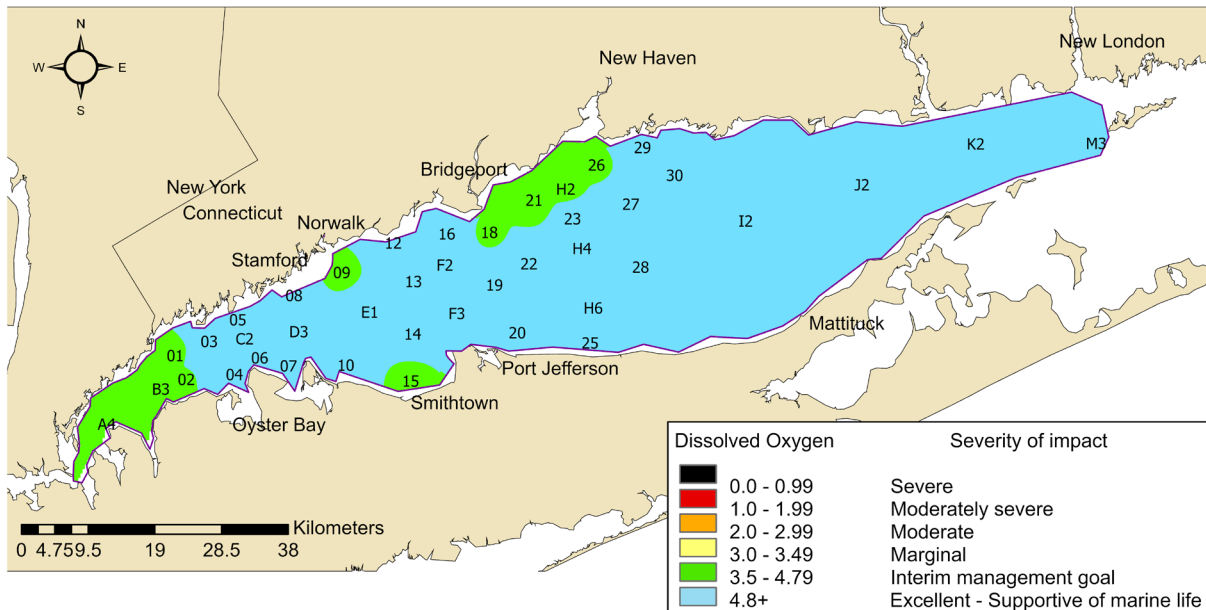 N
W E
S
New London
New Haven
29
26
K2
M3
Bridgeport
30
New York
H2
J2
Connecticut
21
27
Norwalk
23
I2
16
18
12
H4
Stamford
F2
22
28
09
13
19
08
E1
F3
H6
05
D3
Mattituck
03
C2
14
20
25
01
06
07
10
Port Jefferson
02
04
15
B3
Smithtown
A4
Oyster Bay
Dissolved Oxygen Severity of impact
0.0 - 0.99 Severe
1.0 - 1.99 Moderately severe
2.0 - 2.99 Moderate
3.0 - 3.49 Marginal
3.5 - 4.79 Interim management goal
4.8+ Excellent - Supportive of marine life
Kilometers
0 4.75 9.5 19 28.5 38